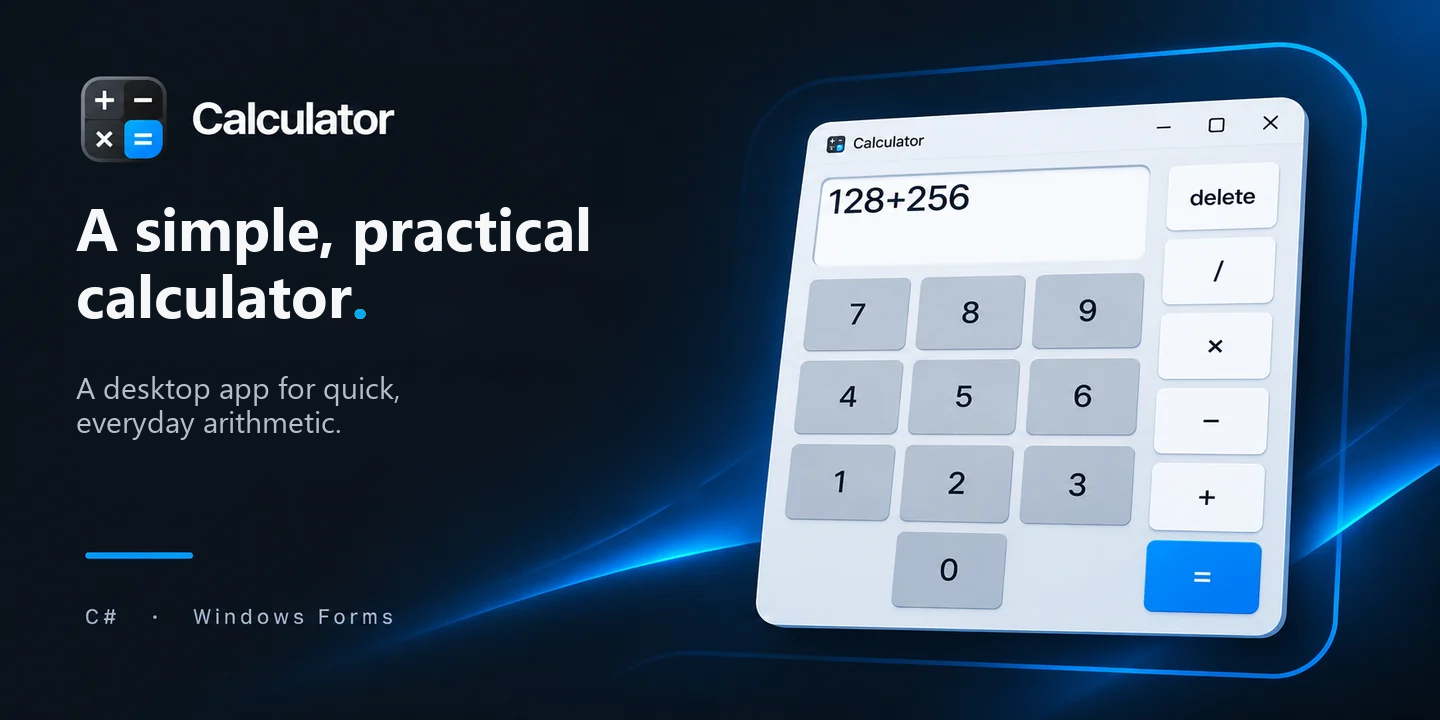 Calculator
A simple, practical
calculator.
A desktop app for quick,
everyday arithmetic.
C# · Windows Forms
Calculator
128+256
delete
7 8 9 /
4 5 6 ×
1 2 3 −
+
0 =